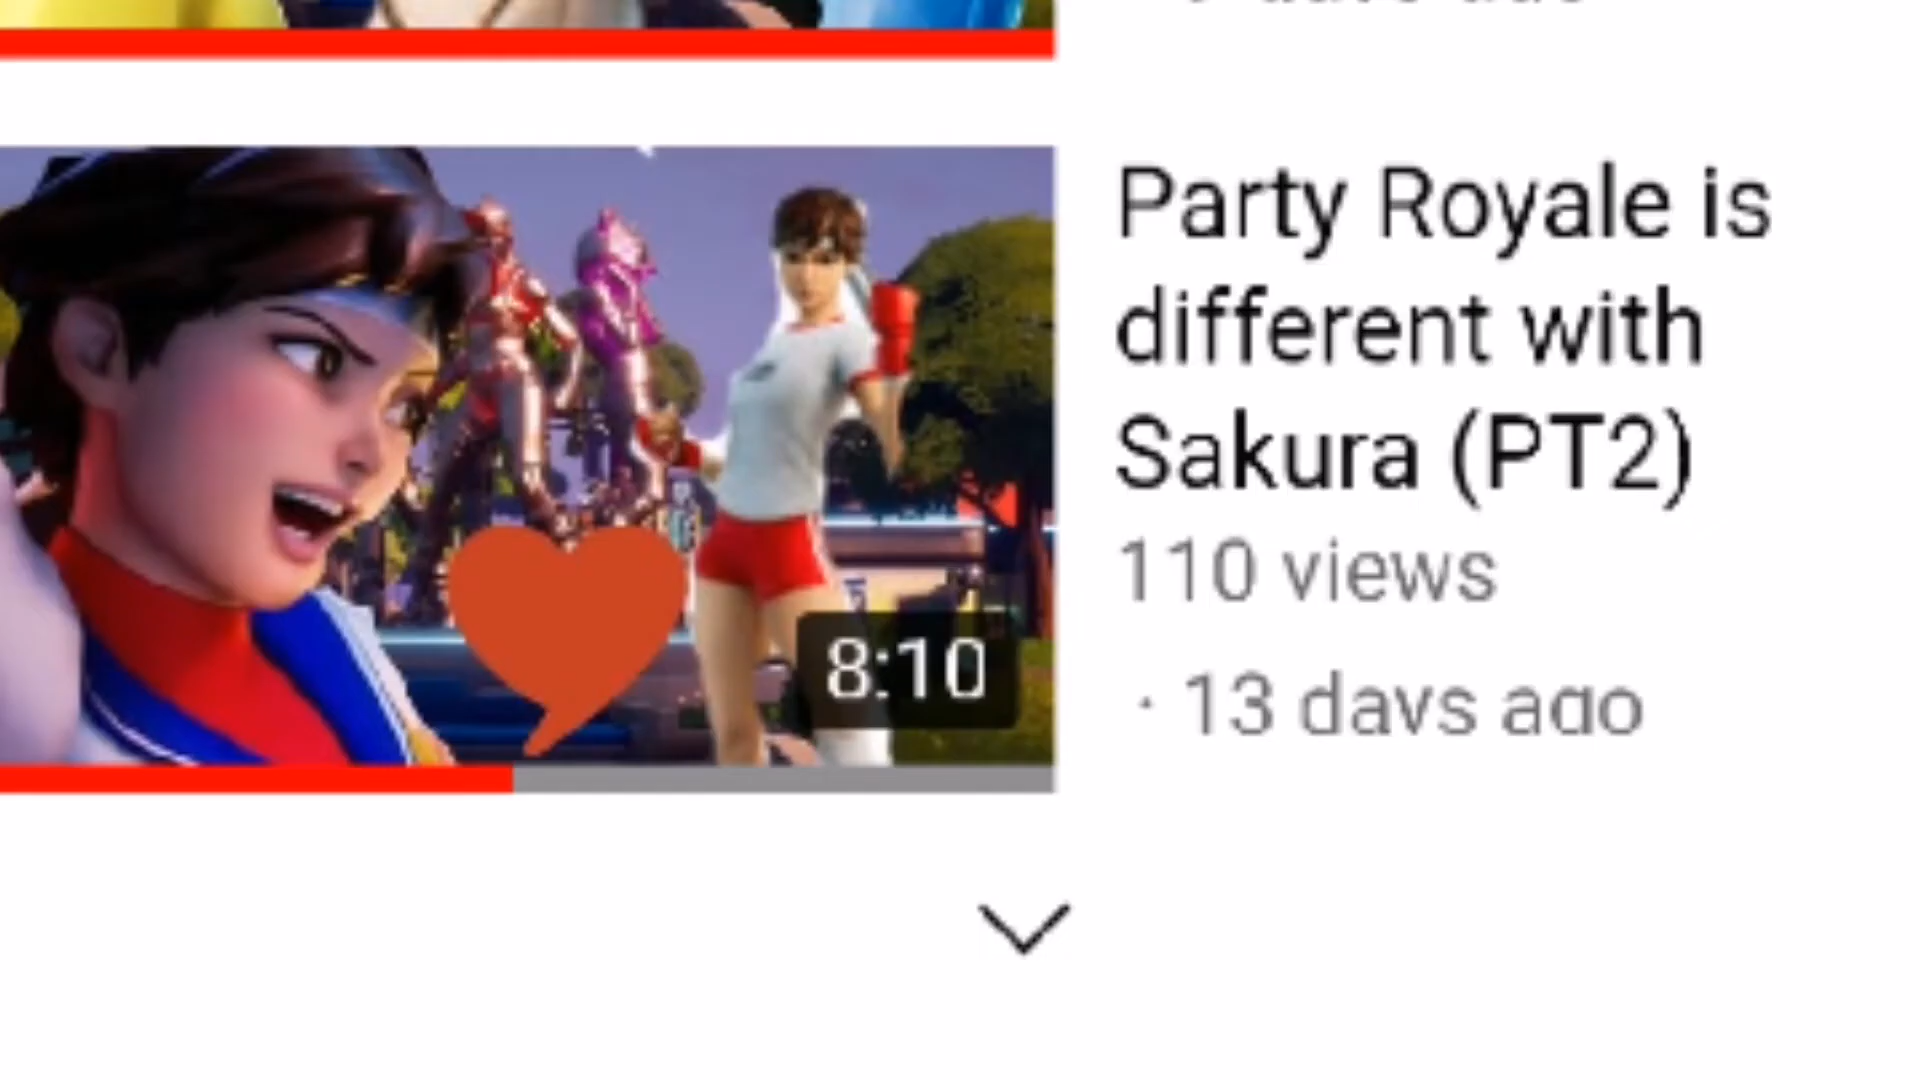 Party Royale is
different with
Sakura (PT2)
110 views
· 13 days ago
8:10